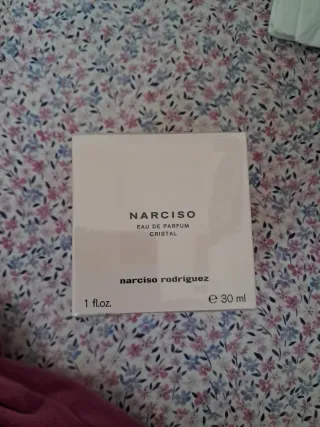 NARCISO
EAU DE PARFUM
CRISTAL
narciso rodriguez
1 fl.oz. ℮ 30 ml